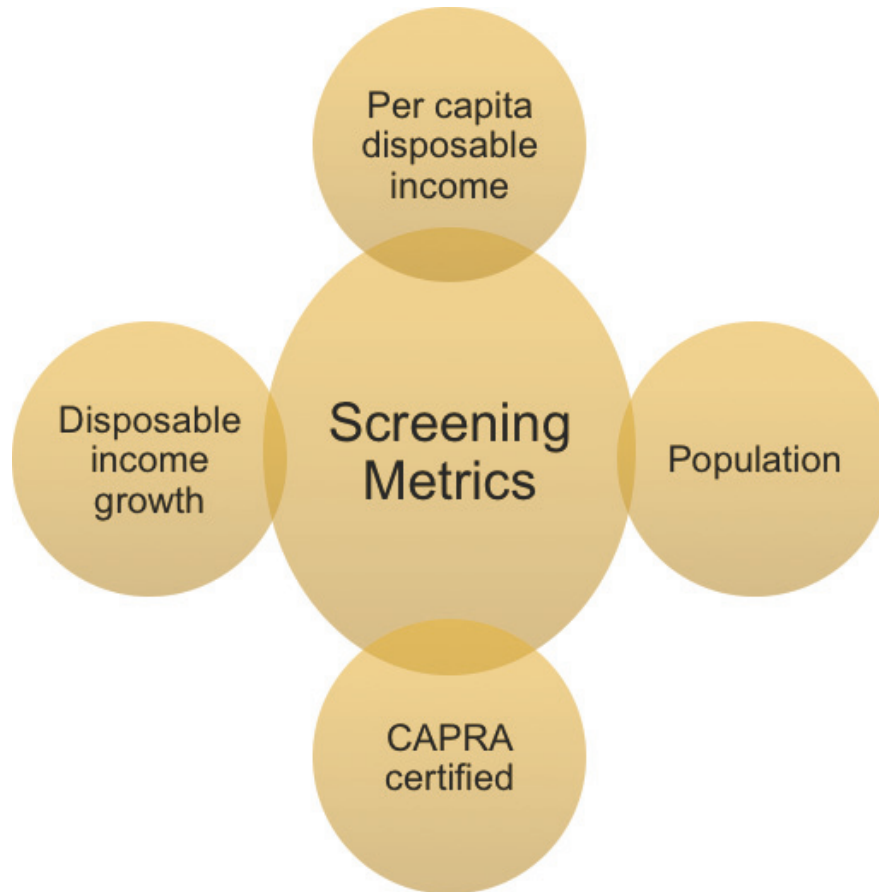 Per capita
disposable
income
Disposable
income
growth
Screening
Metrics
Population
CAPRA
certified